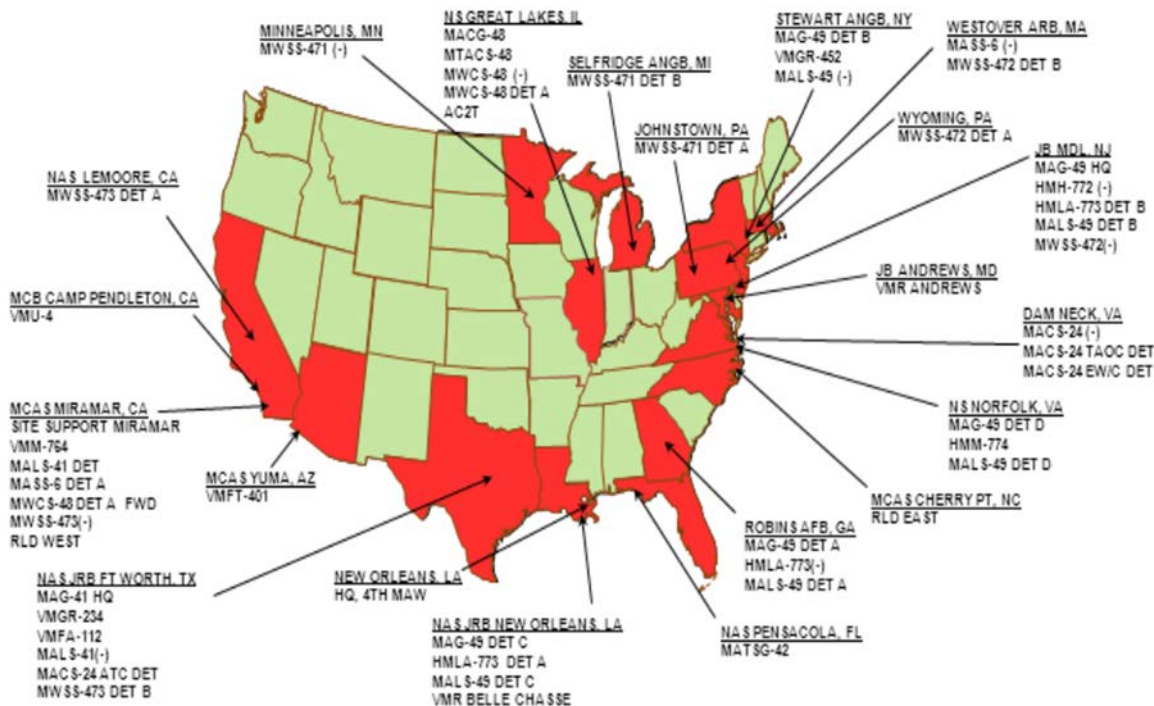 MINNEAPOLIS, MN
MWSS-471 (-)
NS GREAT LAKES, IL
MACG-48
MTACS-48
MWCS-48 (-)
MWCS-48 DET A
AC2T
SELFRIDGE ANGB, MI
MWSS-471 DET B
STEWART ANGB, NY
MAG-49 DET B
VMGR-452
MALS-49 (-)
WESTOVER ARB, MA
MASS-6 (-)
MWSS-472 DET B
JOHNSTOWN, PA
MWSS-471 DET A
WYOMING, PA
MWSS-472 DET A
JB MDL, NJ
MAG-49 HQ
HMH-772 (-)
HMLA-773 DET B
MALS-49 DET B
MWSS-472(-)
NAS LEMOORE, CA
MWSS-473 DET A
JB ANDREWS, MD
VMR ANDREWS
MCB CAMP PENDLETON, CA
VMU-4
DAM NECK, VA
MACS-24 (-)
MACS-24 TAOC DET
MACS-24 EW/C DET
MCAS MIRAMAR, CA
SITE SUPPORT MIRAMAR
VMM-764
MALS-41 DET
MASS-6 DET A
MWCS-48 DET A FWD
MWSS-473(-)
RLD WEST
MCAS YUMA, AZ
VMFT-401
NS NORFOLK, VA
MAG-49 DET D
HMM-774
MALS-49 DET D
MCAS CHERRY PT, NC
RLD EAST
ROBINS AFB, GA
MAG-49 DET A
HMLA-773(-)
MALS-49 DET A
NAS JRB FT WORTH, TX
MAG-41 HQ
VMGR-234
VMFA-112
MALS-41(-)
MACS-24 ATC DET
MWSS-473 DET B
NEW ORLEANS, LA
HQ, 4TH MAW
NAS JRB NEW ORLEANS, LA
MAG-49 DET C
HMLA-773 DET A
MALS-49 DET C
VMR BELLE CHASSE
NAS PENSACOLA, FL
MATSG-42